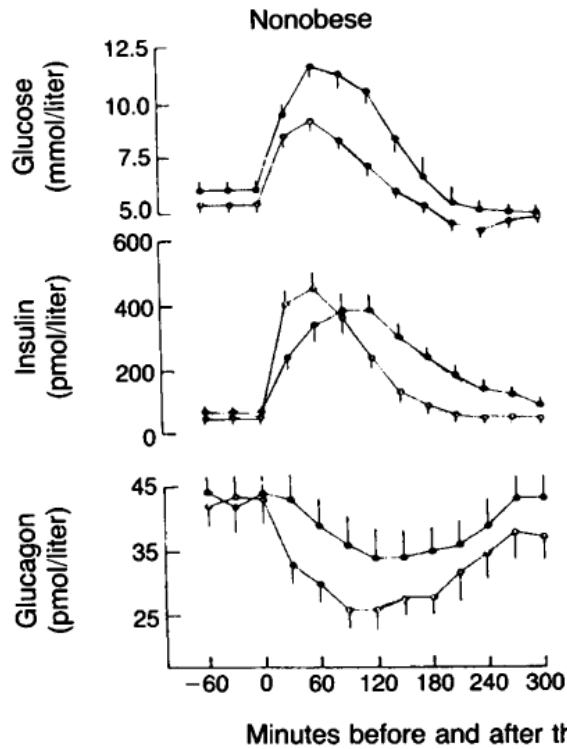 Nonobese
Glucose
(mmol/liter)
12.5
10.0
7.5
5.0
Insulin
(pmol/liter)
600
400
200
0
Glucagon
(pmol/liter)
45
35
25
-60 0 60 120 180 240 300
Minutes before and after th